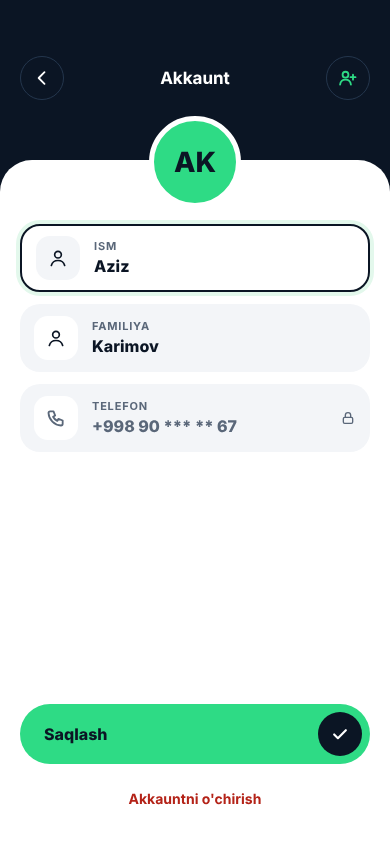 Akkaunt
AK
ISM
Aziz
FAMILIYA
Karimov
TELEFON
+998 90 *** ** 67
Saqlash
Akkauntni o'chirish